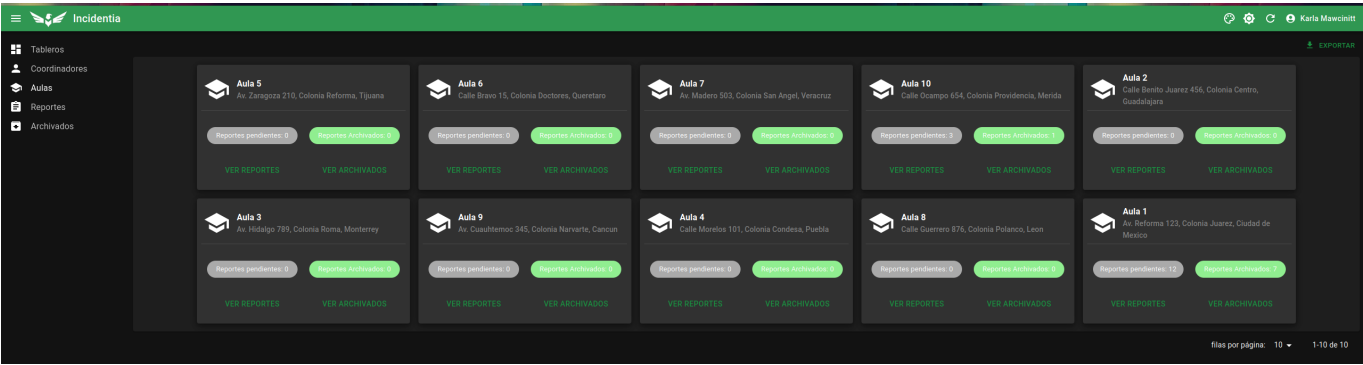 Incidentia
Karla Mawcinitt
Tableros
Coordinadores
Aulas
Reportes
Archivados
EXPORTAR
Aula 5
Av. Zaragoza 210, Colonia Reforma, Tijuana
Reportes pendientes: 0
Reportes Archivados: 0
VER REPORTES
VER ARCHIVADOS
Aula 6
Calle Bravo 15, Colonia Doctores, Queretaro
Reportes pendientes: 0
Reportes Archivados: 0
VER REPORTES
VER ARCHIVADOS
Aula 7
Av. Madero 503, Colonia San Angel, Veracruz
Reportes pendientes: 0
Reportes Archivados: 0
VER REPORTES
VER ARCHIVADOS
Aula 10
Calle Ocampo 654, Colonia Providencia, Merida
Reportes pendientes: 3
Reportes Archivados: 1
VER REPORTES
VER ARCHIVADOS
Aula 2
Calle Benito Juarez 456, Colonia Centro,
Guadalajara
Reportes pendientes: 0
Reportes Archivados: 0
VER REPORTES
VER ARCHIVADOS
Aula 3
Av. Hidalgo 789, Colonia Roma, Monterrey
Reportes pendientes: 0
Reportes Archivados: 0
VER REPORTES
VER ARCHIVADOS
Aula 9
Av. Cuauhtemoc 345, Colonia Narvarte, Cancun
Reportes pendientes: 0
Reportes Archivados: 0
VER REPORTES
VER ARCHIVADOS
Aula 4
Calle Morelos 101, Colonia Condesa, Puebla
Reportes pendientes: 0
Reportes Archivados: 0
VER REPORTES
VER ARCHIVADOS
Aula 8
Calle Guerrero 876, Colonia Polanco, Leon
Reportes pendientes: 0
Reportes Archivados: 0
VER REPORTES
VER ARCHIVADOS
Aula 1
Av. Reforma 123, Colonia Juarez, Ciudad de
Mexico
Reportes pendientes: 12
Reportes Archivados: 7
VER REPORTES
VER ARCHIVADOS
filas por página: 10
1-10 de 10